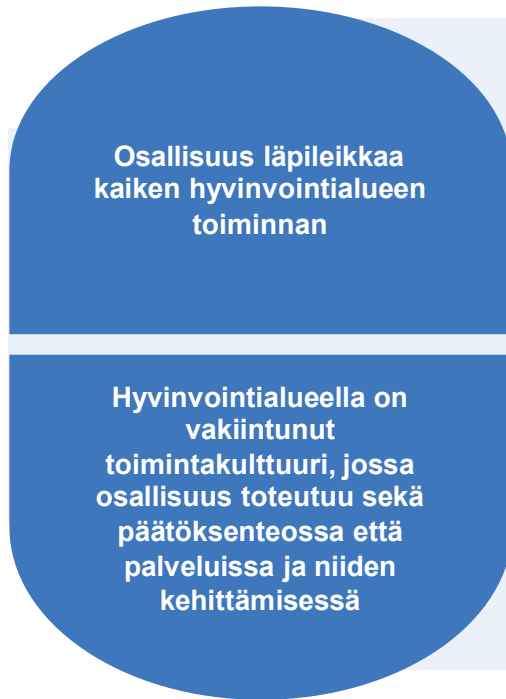 Osallisuus läpileikkaa
kaiken hyvinvointialueen
toiminnan
Hyvinvointialueella on
vakiintunut
toimintakulttuuri, jossa
osallisuus toteutuu sekä
päätöksenteossa että
palveluissa ja niiden
kehittämisessä